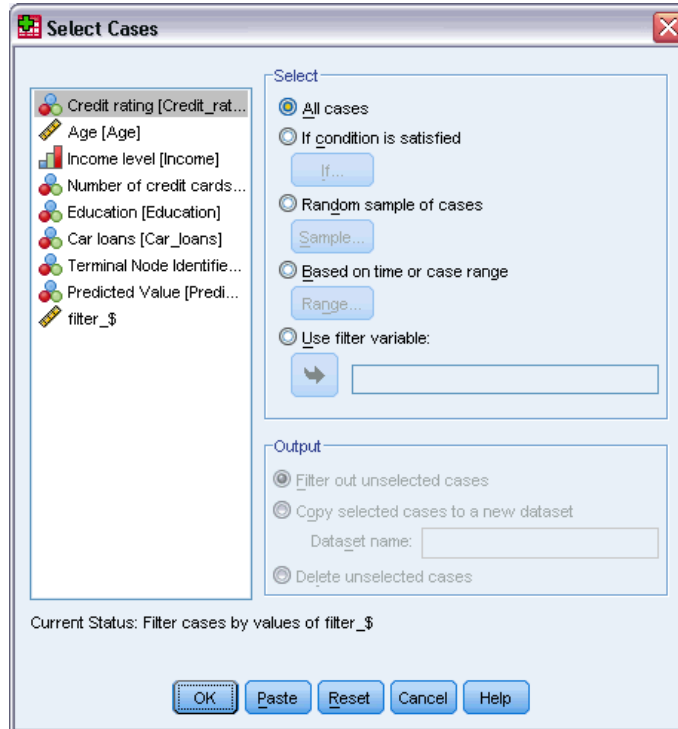 Select Cases
Credit rating [Credit_rat...
Age [Age]
Income level [Income]
Number of credit cards...
Education [Education]
Car loans [Car_loans]
Terminal Node Identifie...
Predicted Value [Predi...
filter_$
Select
All cases
If condition is satisfied
If...
Random sample of cases
Sample...
Based on time or case range
Range...
Use filter variable:
Output
Filter out unselected cases
Copy selected cases to a new dataset
Dataset name:
Delete unselected cases
Current Status: Filter cases by values of filter_$
OK Paste Reset Cancel Help